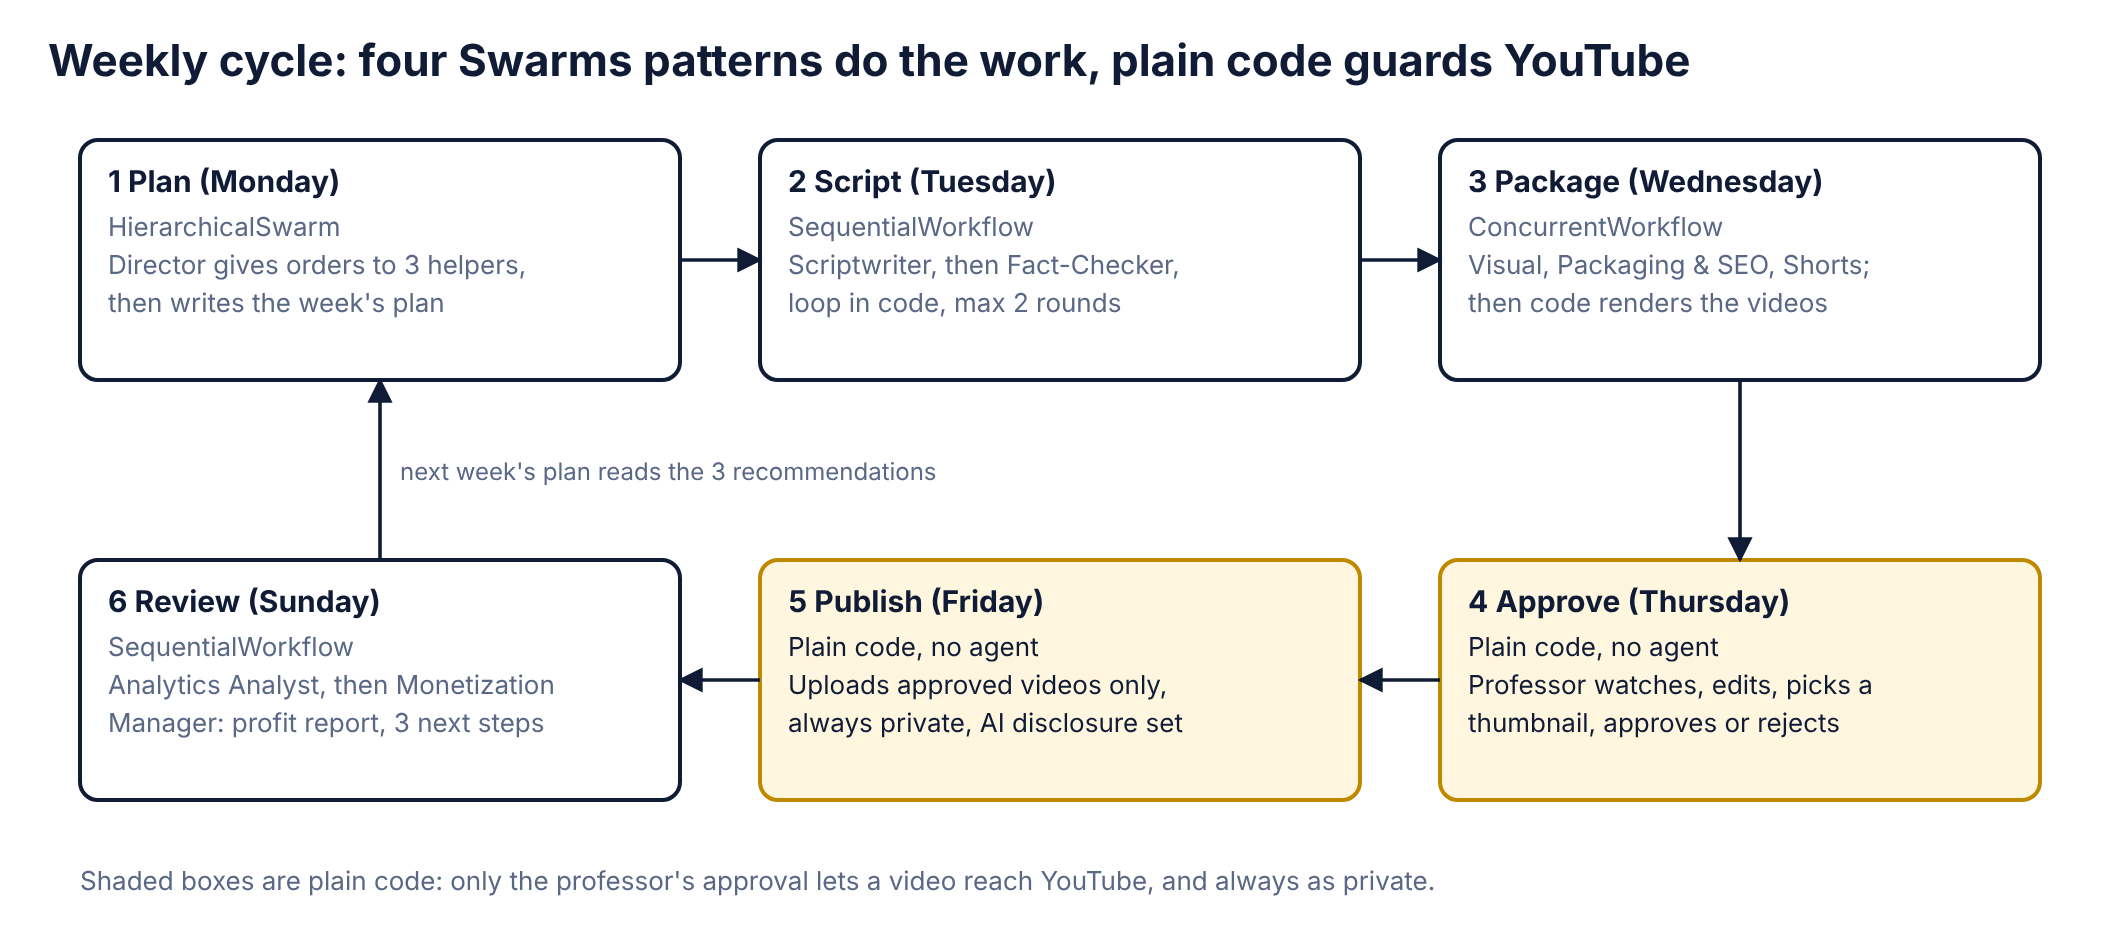 Weekly cycle: four Swarms patterns do the work, plain code guards YouTube
1 Plan (Monday)
HierarchicalSwarm
Director gives orders to 3 helpers,
then writes the week's plan
2 Script (Tuesday)
SequentialWorkflow
Scriptwriter, then Fact-Checker,
loop in code, max 2 rounds
3 Package (Wednesday)
ConcurrentWorkflow
Visual, Packaging & SEO, Shorts;
then code renders the videos
next week's plan reads the 3 recommendations
6 Review (Sunday)
SequentialWorkflow
Analytics Analyst, then Monetization
Manager: profit report, 3 next steps
5 Publish (Friday)
Plain code, no agent
Uploads approved videos only,
always private, AI disclosure set
4 Approve (Thursday)
Plain code, no agent
Professor watches, edits, picks a
thumbnail, approves or rejects
Shaded boxes are plain code: only the professor's approval lets a video reach YouTube, and always as private.